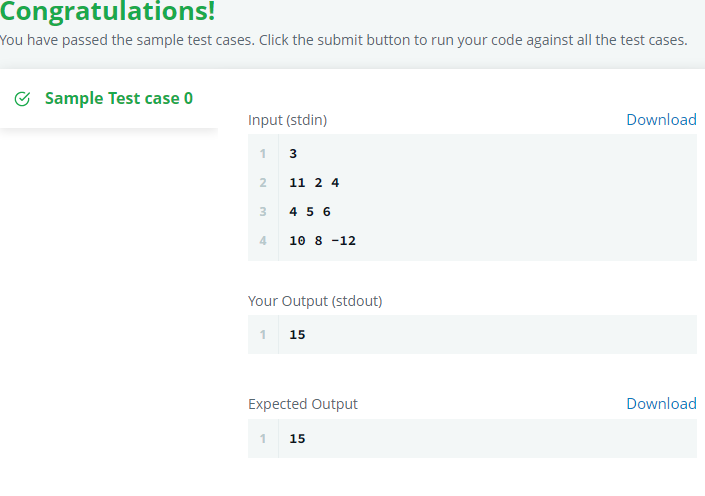 Congratulations!
You have passed the sample test cases. Click the submit button to run your code against all the test cases.
Sample Test case 0
Input (stdin) Download
1 3
2 11 2 4
3 4 5 6
4 10 8 -12
Your Output (stdout)
1 15
Expected Output Download
1 15